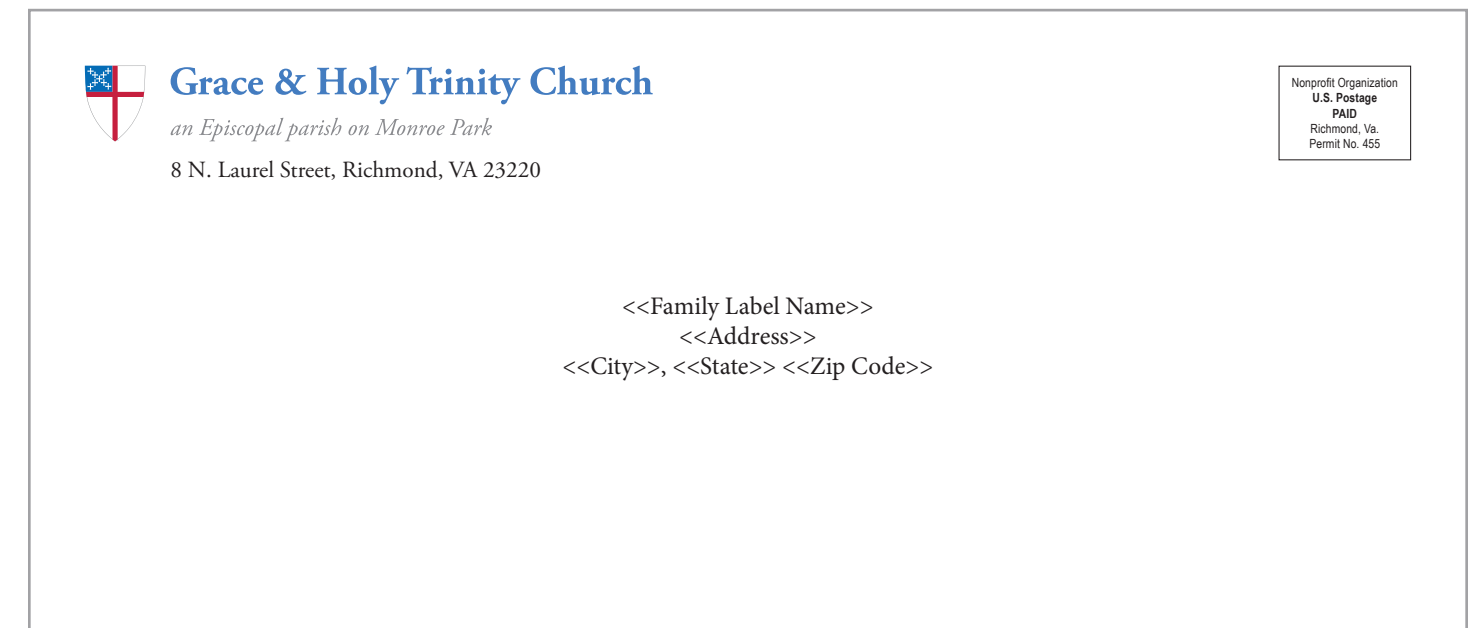 Grace & Holy Trinity Church
an Episcopal parish on Monroe Park
8 N. Laurel Street, Richmond, VA 23220
Nonprofit Organization
U.S. Postage
PAID
Richmond, Va.
Permit No. 455
<<Family Label Name>>
<<Address>>
<<City>>, <<State>> <<Zip Code>>